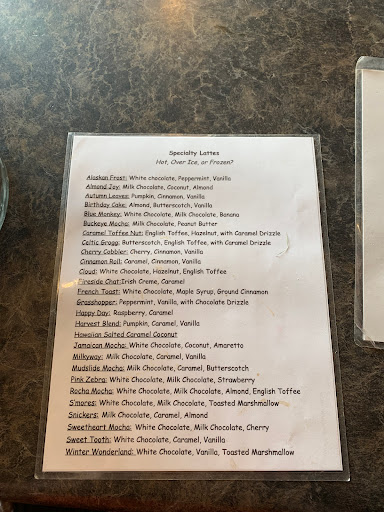 Specialty Lattes
Hot, Over Ice, or Frozen?
Alaskan Frost: White chocolate, Peppermint, Vanilla
Almond Joy: Milk Chocolate, Coconut, Almond
Autumn Leaves: Pumpkin, Cinnamon, Vanilla
Birthday Cake: Almond, Butterscotch, Vanilla
Blue Monkey: White Chocolate, Milk Chocolate, Banana
Buckeye Mocha: Milk Chocolate, Peanut Butter
Caramel Toffee Nut: English Toffee, Hazelnut, with Caramel Drizzle
Celtic Grogg: Butterscotch, English Toffee, with Caramel Drizzle
Cherry Cobbler: Cherry, Cinnamon, Vanilla
Cinnamon Roll: Caramel, Cinnamon, Vanilla
Cloud: White Chocolate, Hazelnut, English Toffee
Fireside Chat: Irish Creme, Caramel
French Toast: White Chocolate, Maple Syrup, Ground Cinnamon
Grasshopper: Peppermint, Vanilla, with Chocolate Drizzle
Happy Day: Raspberry, Caramel
Harvest Blend: Pumpkin, Caramel, Vanilla
Hawaiian Salted Caramel Coconut
Jamaican Mocha: White Chocolate, Coconut, Amaretto
Milkyway: Milk Chocolate, Caramel, Vanilla
Mudslide Mocha: Milk Chocolate, Caramel, Butterscotch
Pink Zebra: White Chocolate, Milk Chocolate, Strawberry
Rocha Mocha: White Chocolate, Milk Chocolate, Almond, English Toffee
S'mores: White Chocolate, Milk Chocolate, Toasted Marshmallow
Snickers: Milk Chocolate, Caramel, Almond
Sweetheart Mocha: White Chocolate, Milk Chocolate, Cherry
Sweet Tooth: White Chocolate, Caramel, Vanilla
Winter Wonderland: White Chocolate, Vanilla, Toasted Marshmallow